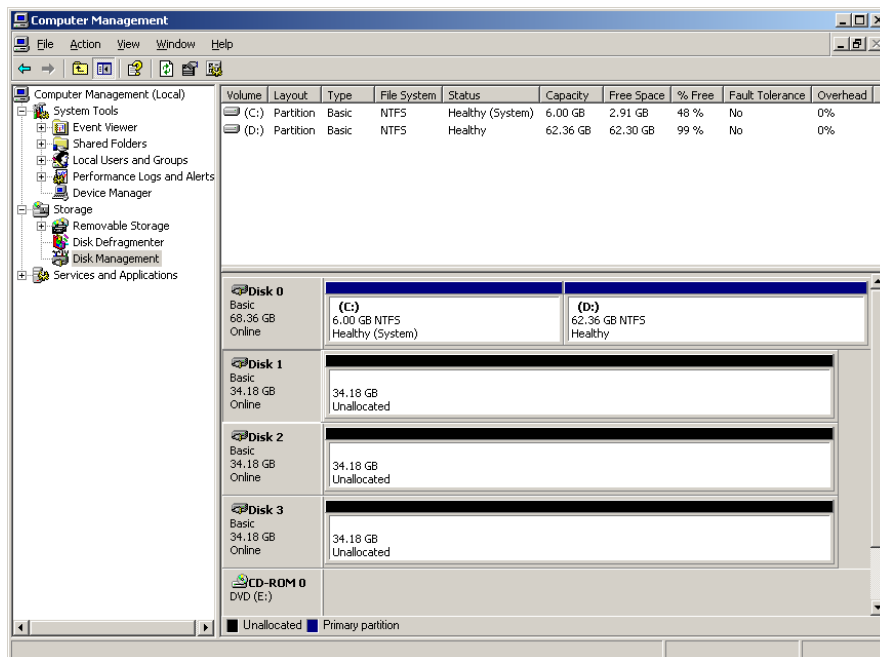 Computer Management
File Action View Window Help
Computer Management (Local)
System Tools
Event Viewer
Shared Folders
Local Users and Groups
Performance Logs and Alerts
Device Manager
Storage
Removable Storage
Disk Defragmenter
Disk Management
Services and Applications
Volume Layout Type File System Status Capacity Free Space % Free Fault Tolerance Overhead
(C:) Partition Basic NTFS Healthy (System) 6.00 GB 2.91 GB 48 % No 0%
(D:) Partition Basic NTFS Healthy 62.36 GB 62.30 GB 99 % No 0%
Disk 0
Basic
68.36 GB
Online
(C:)
6.00 GB NTFS
Healthy (System)
(D:)
62.36 GB NTFS
Healthy
Disk 1
Basic
34.18 GB
Online
34.18 GB
Unallocated
Disk 2
Basic
34.18 GB
Online
34.18 GB
Unallocated
Disk 3
Basic
34.18 GB
Online
34.18 GB
Unallocated
CD-ROM 0
DVD (E:)
Unallocated Primary partition